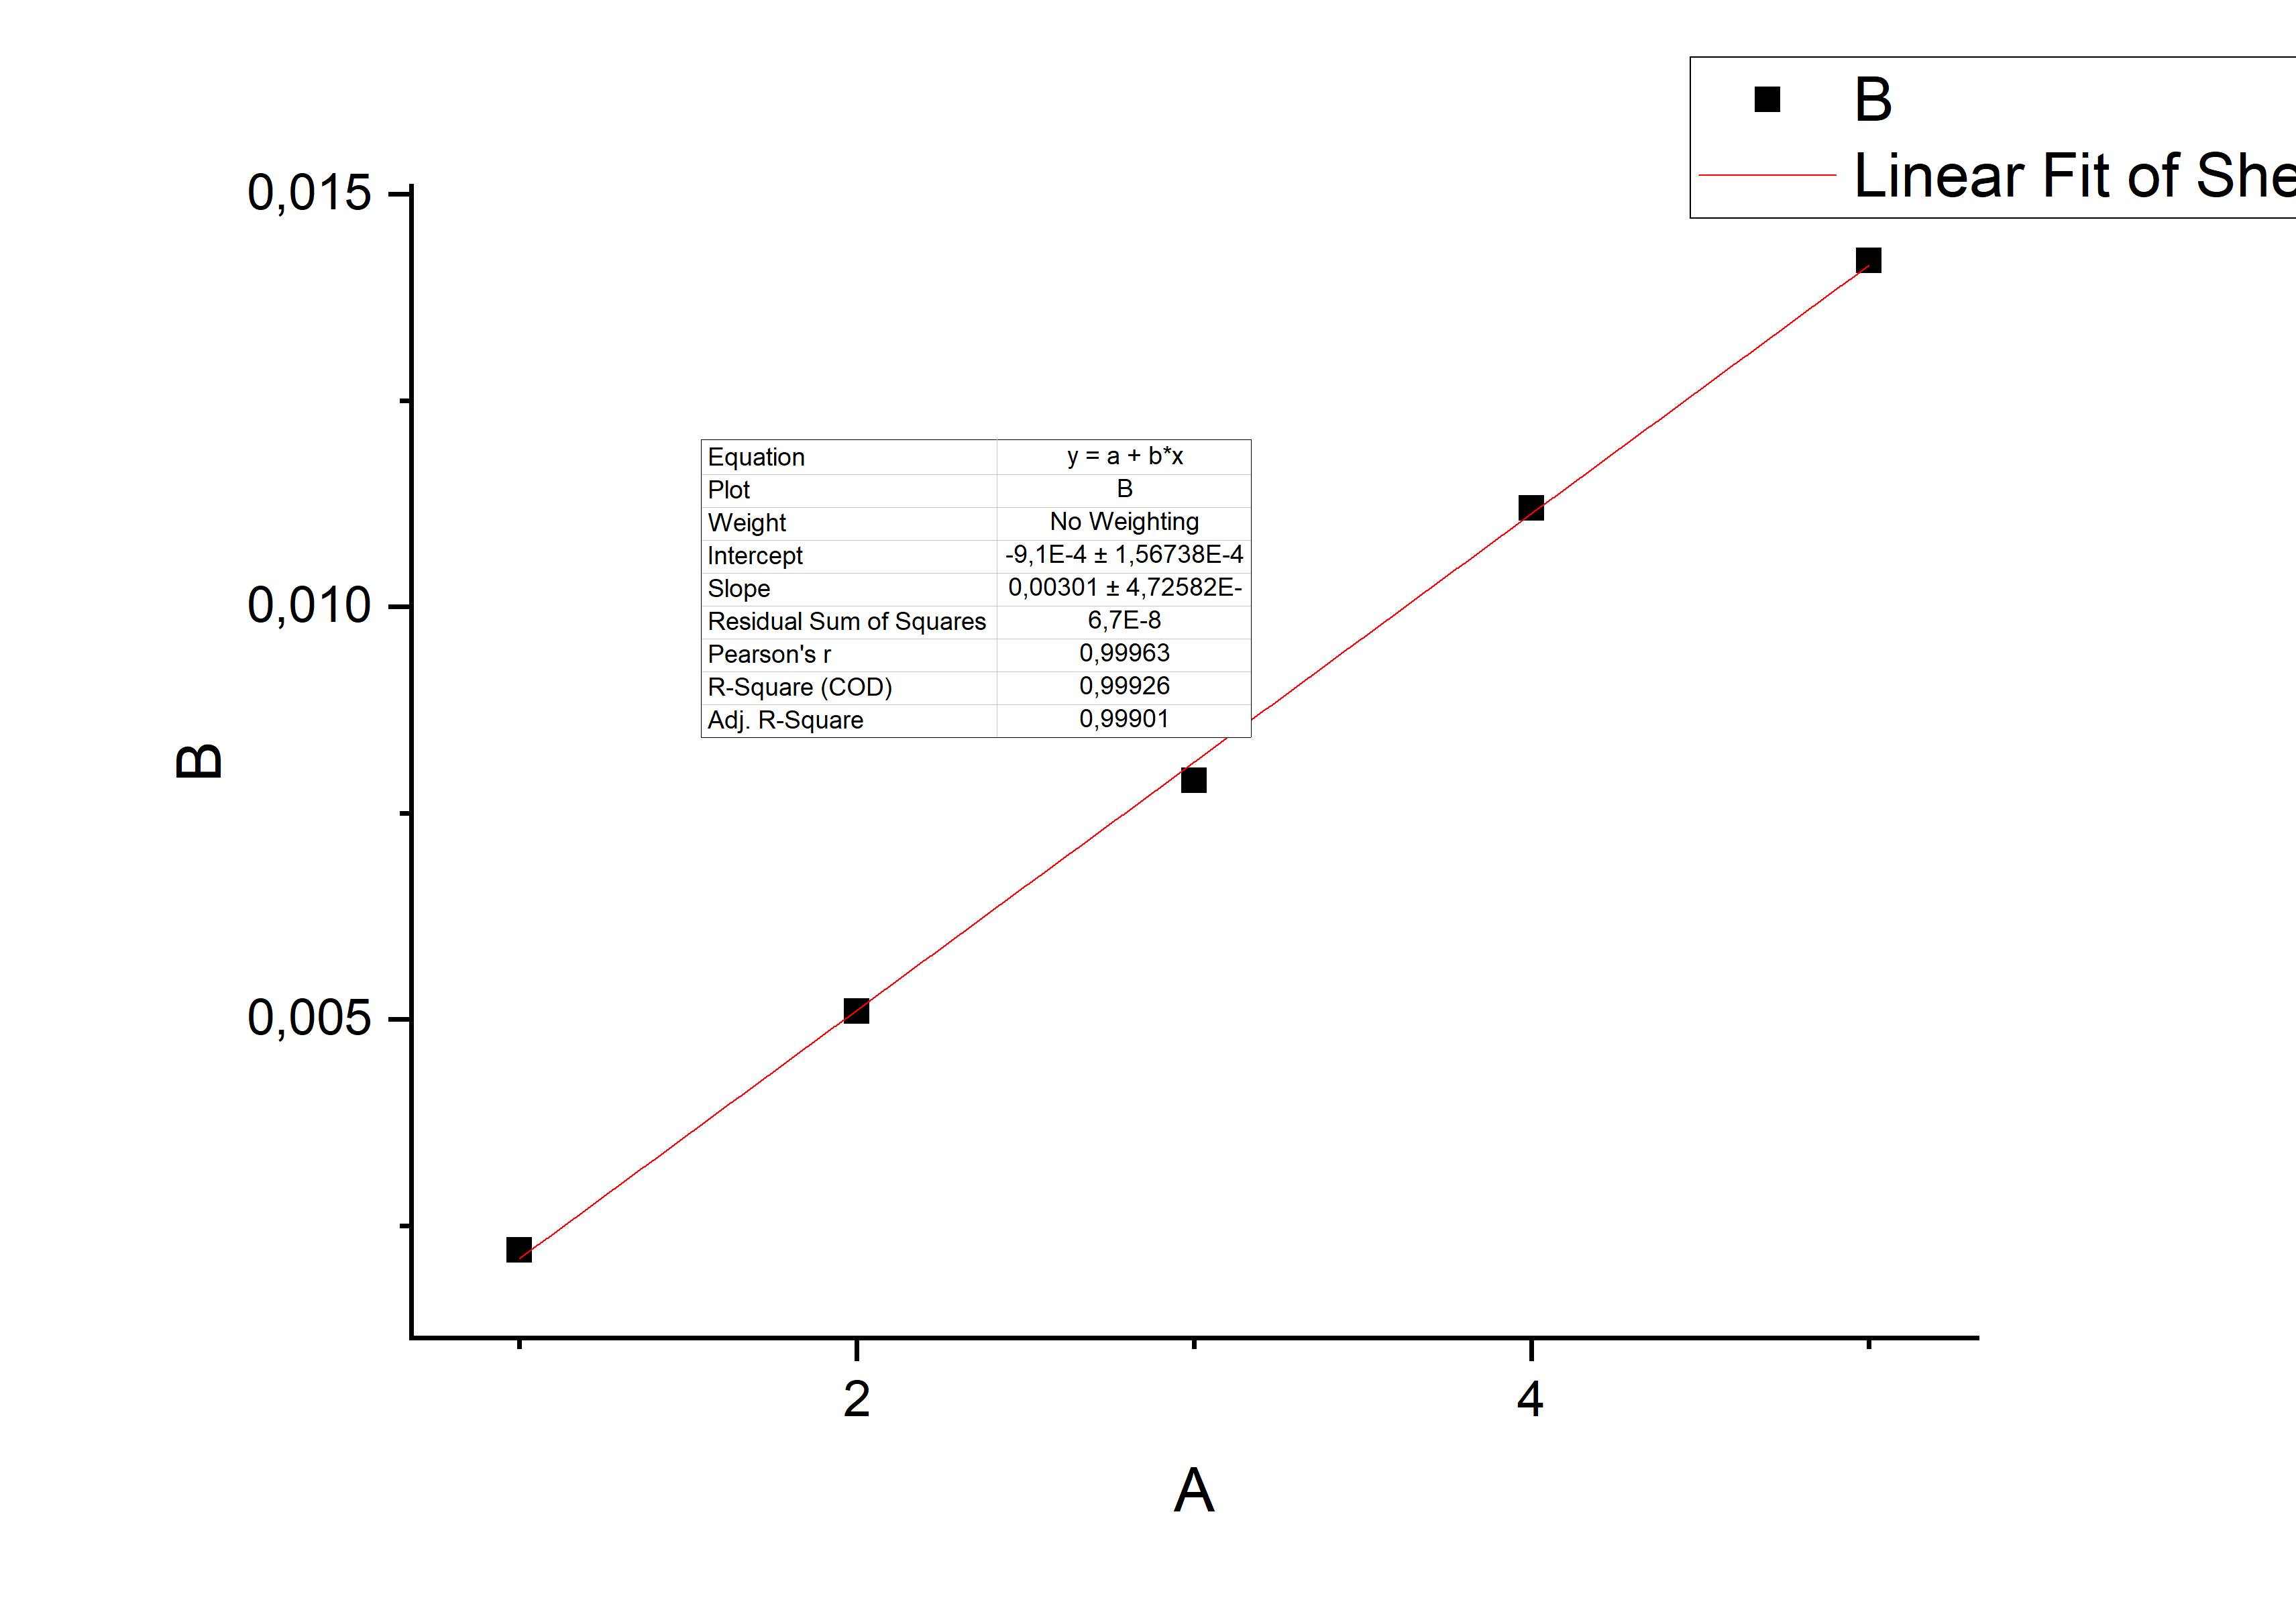 B
Linear Fit of She
0,015
0,010
0,005
B
Equation y = a + b*x
Plot B
Weight No Weighting
Intercept -9,1E-4 ± 1,56738E-4
Slope 0,00301 ± 4,72582E-
Residual Sum of Squares 6,7E-8
Pearson's r 0,99963
R-Square (COD) 0,99926
Adj. R-Square 0,99901
2 4
A